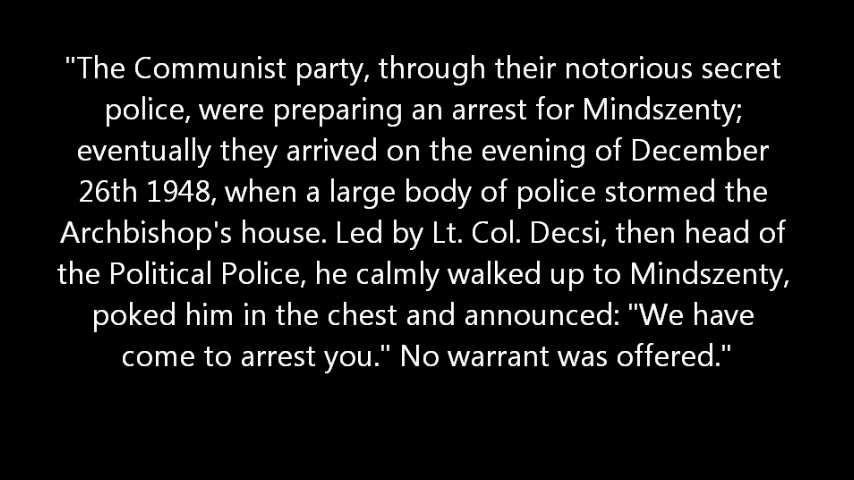 "The Communist party, through their notorious secret
police, were preparing an arrest for Mindszenty;
eventually they arrived on the evening of December
26th 1948, when a large body of police stormed the
Archbishop's house. Led by Lt. Col. Decsi, then head of
the Political Police, he calmly walked up to Mindszenty,
poked him in the chest and announced: "We have
come to arrest you." No warrant was offered."